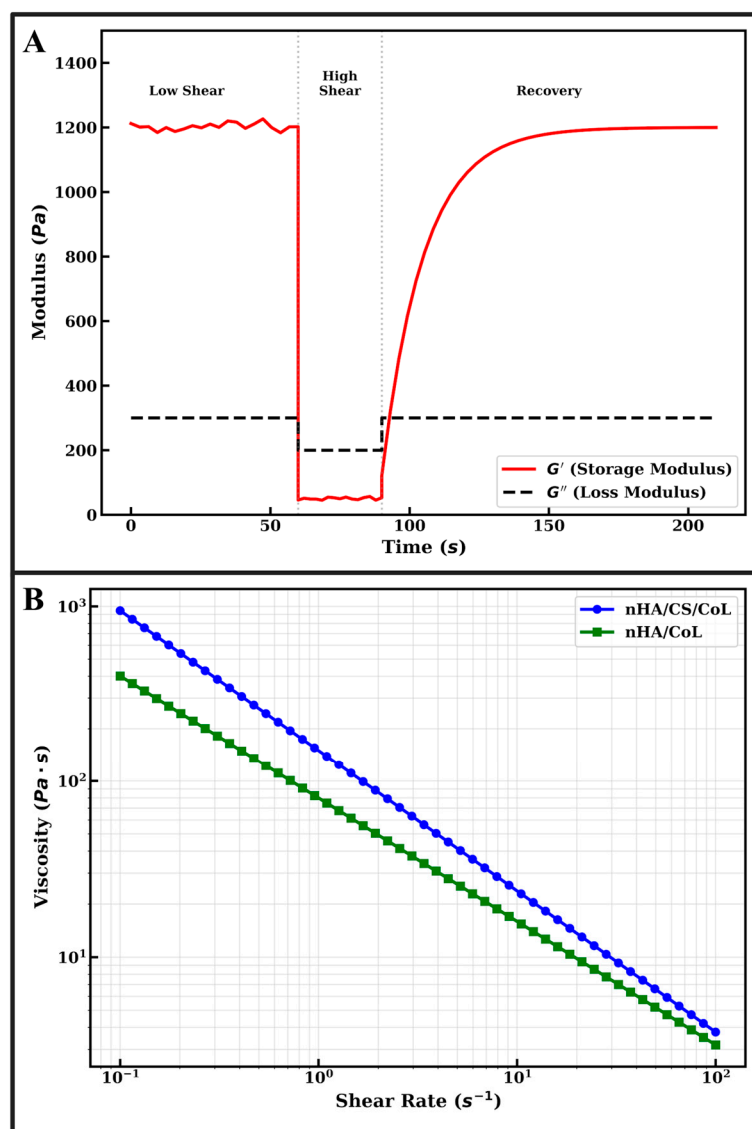 A
Low Shear
High
Shear
Recovery
1400
1200
1000
800
600
400
200
0
Modulus (Pa)
G′ (Storage Modulus)
G″ (Loss Modulus)
0 50 100 150 200
Time (s)
B
nHA/CS/CoL
nHA/CoL
10³
10²
10¹
Viscosity (Pa · s)
10⁻¹ 10⁰ 10¹ 10²
Shear Rate (s⁻¹)